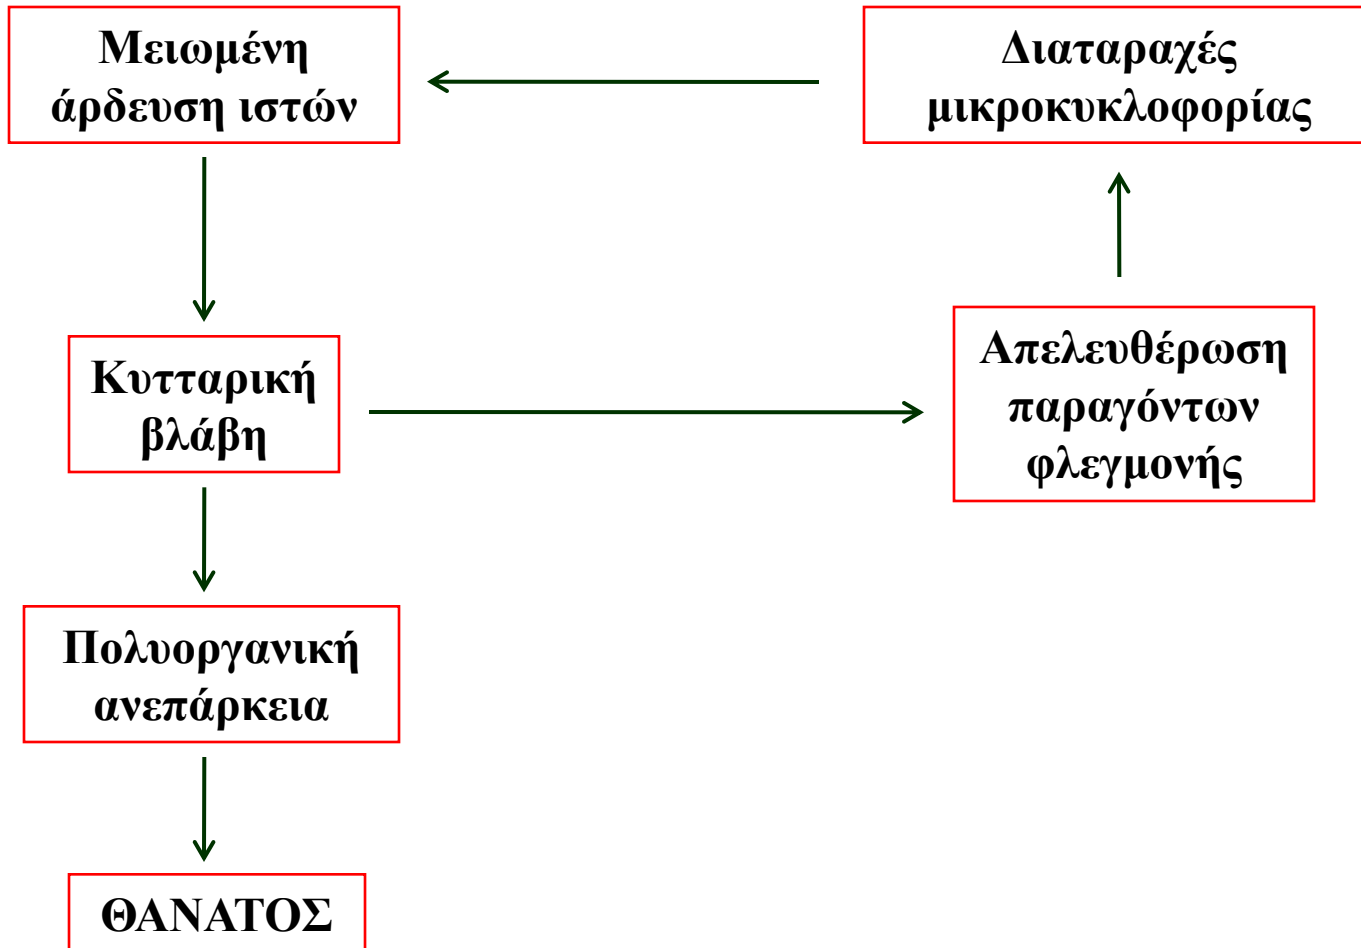 Μειωμένη
άρδευση ιστών
Διαταραχές
μικροκυκλοφορίας
Κυτταρική
βλάβη
Απελευθέρωση
παραγόντων
φλεγμονής
Πολυοργανική
ανεπάρκεια
ΘΑΝΑΤΟΣ